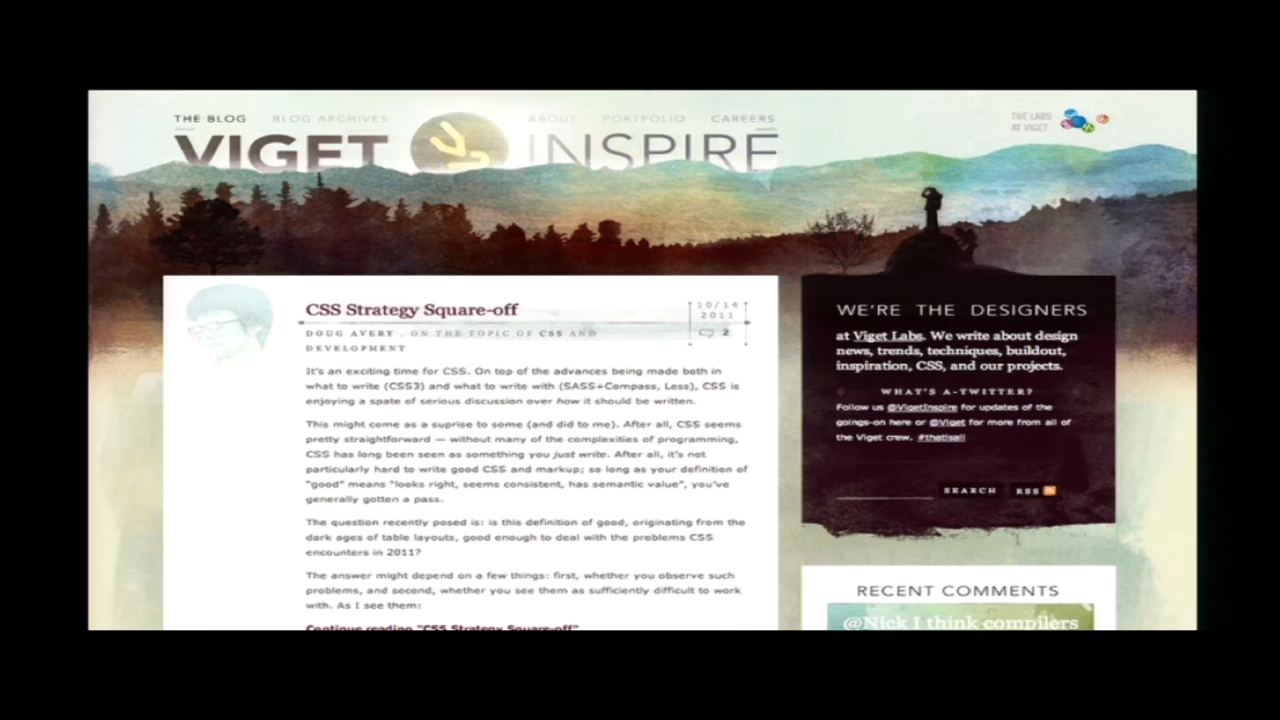 THE BLOG BLOG ARCHIVES ABOUT PORTFOLIO CAREERS
VIGET INSPIRE
THE LABS
AT VIGET
CSS Strategy Square-off
10/14
2011
2
DOUG AVERY . ON THE TOPIC OF CSS AND
DEVELOPMENT
It's an exciting time for CSS. On top of the advances being made both in
what to write (CSS3) and what to write with (SASS+Compass, Less), CSS is
enjoying a spate of serious discussion over how it should be written.
This might come as a suprise to some (and did to me). After all, CSS seems
pretty straightforward — without many of the complexities of programming,
CSS has long been seen as something you just write. After all, it's not
particularly hard to write good CSS and markup; so long as your definition of
"good" means "looks right, seems consistent, has semantic value", you've
generally gotten a pass.
The question recently posed is: is this definition of good, originating from the
dark ages of table layouts, good enough to deal with the problems CSS
encounters in 2011?
The answer might depend on a few things: first, whether you observe such
problems, and second, whether you see them as sufficiently difficult to work
with. As I see them:
Continue reading "CSS Strategy Square-off"
WE'RE THE DESIGNERS
at Viget Labs. We write about design
news, trends, techniques, buildout,
inspiration, CSS, and our projects.
WHAT'S A-TWITTER?
Follow us @VigetInspire for updates of the
goings-on here or @Viget for more from all of
the Viget crew. #thatisall
SEARCH RSS
RECENT COMMENTS
@Nick I think compilers